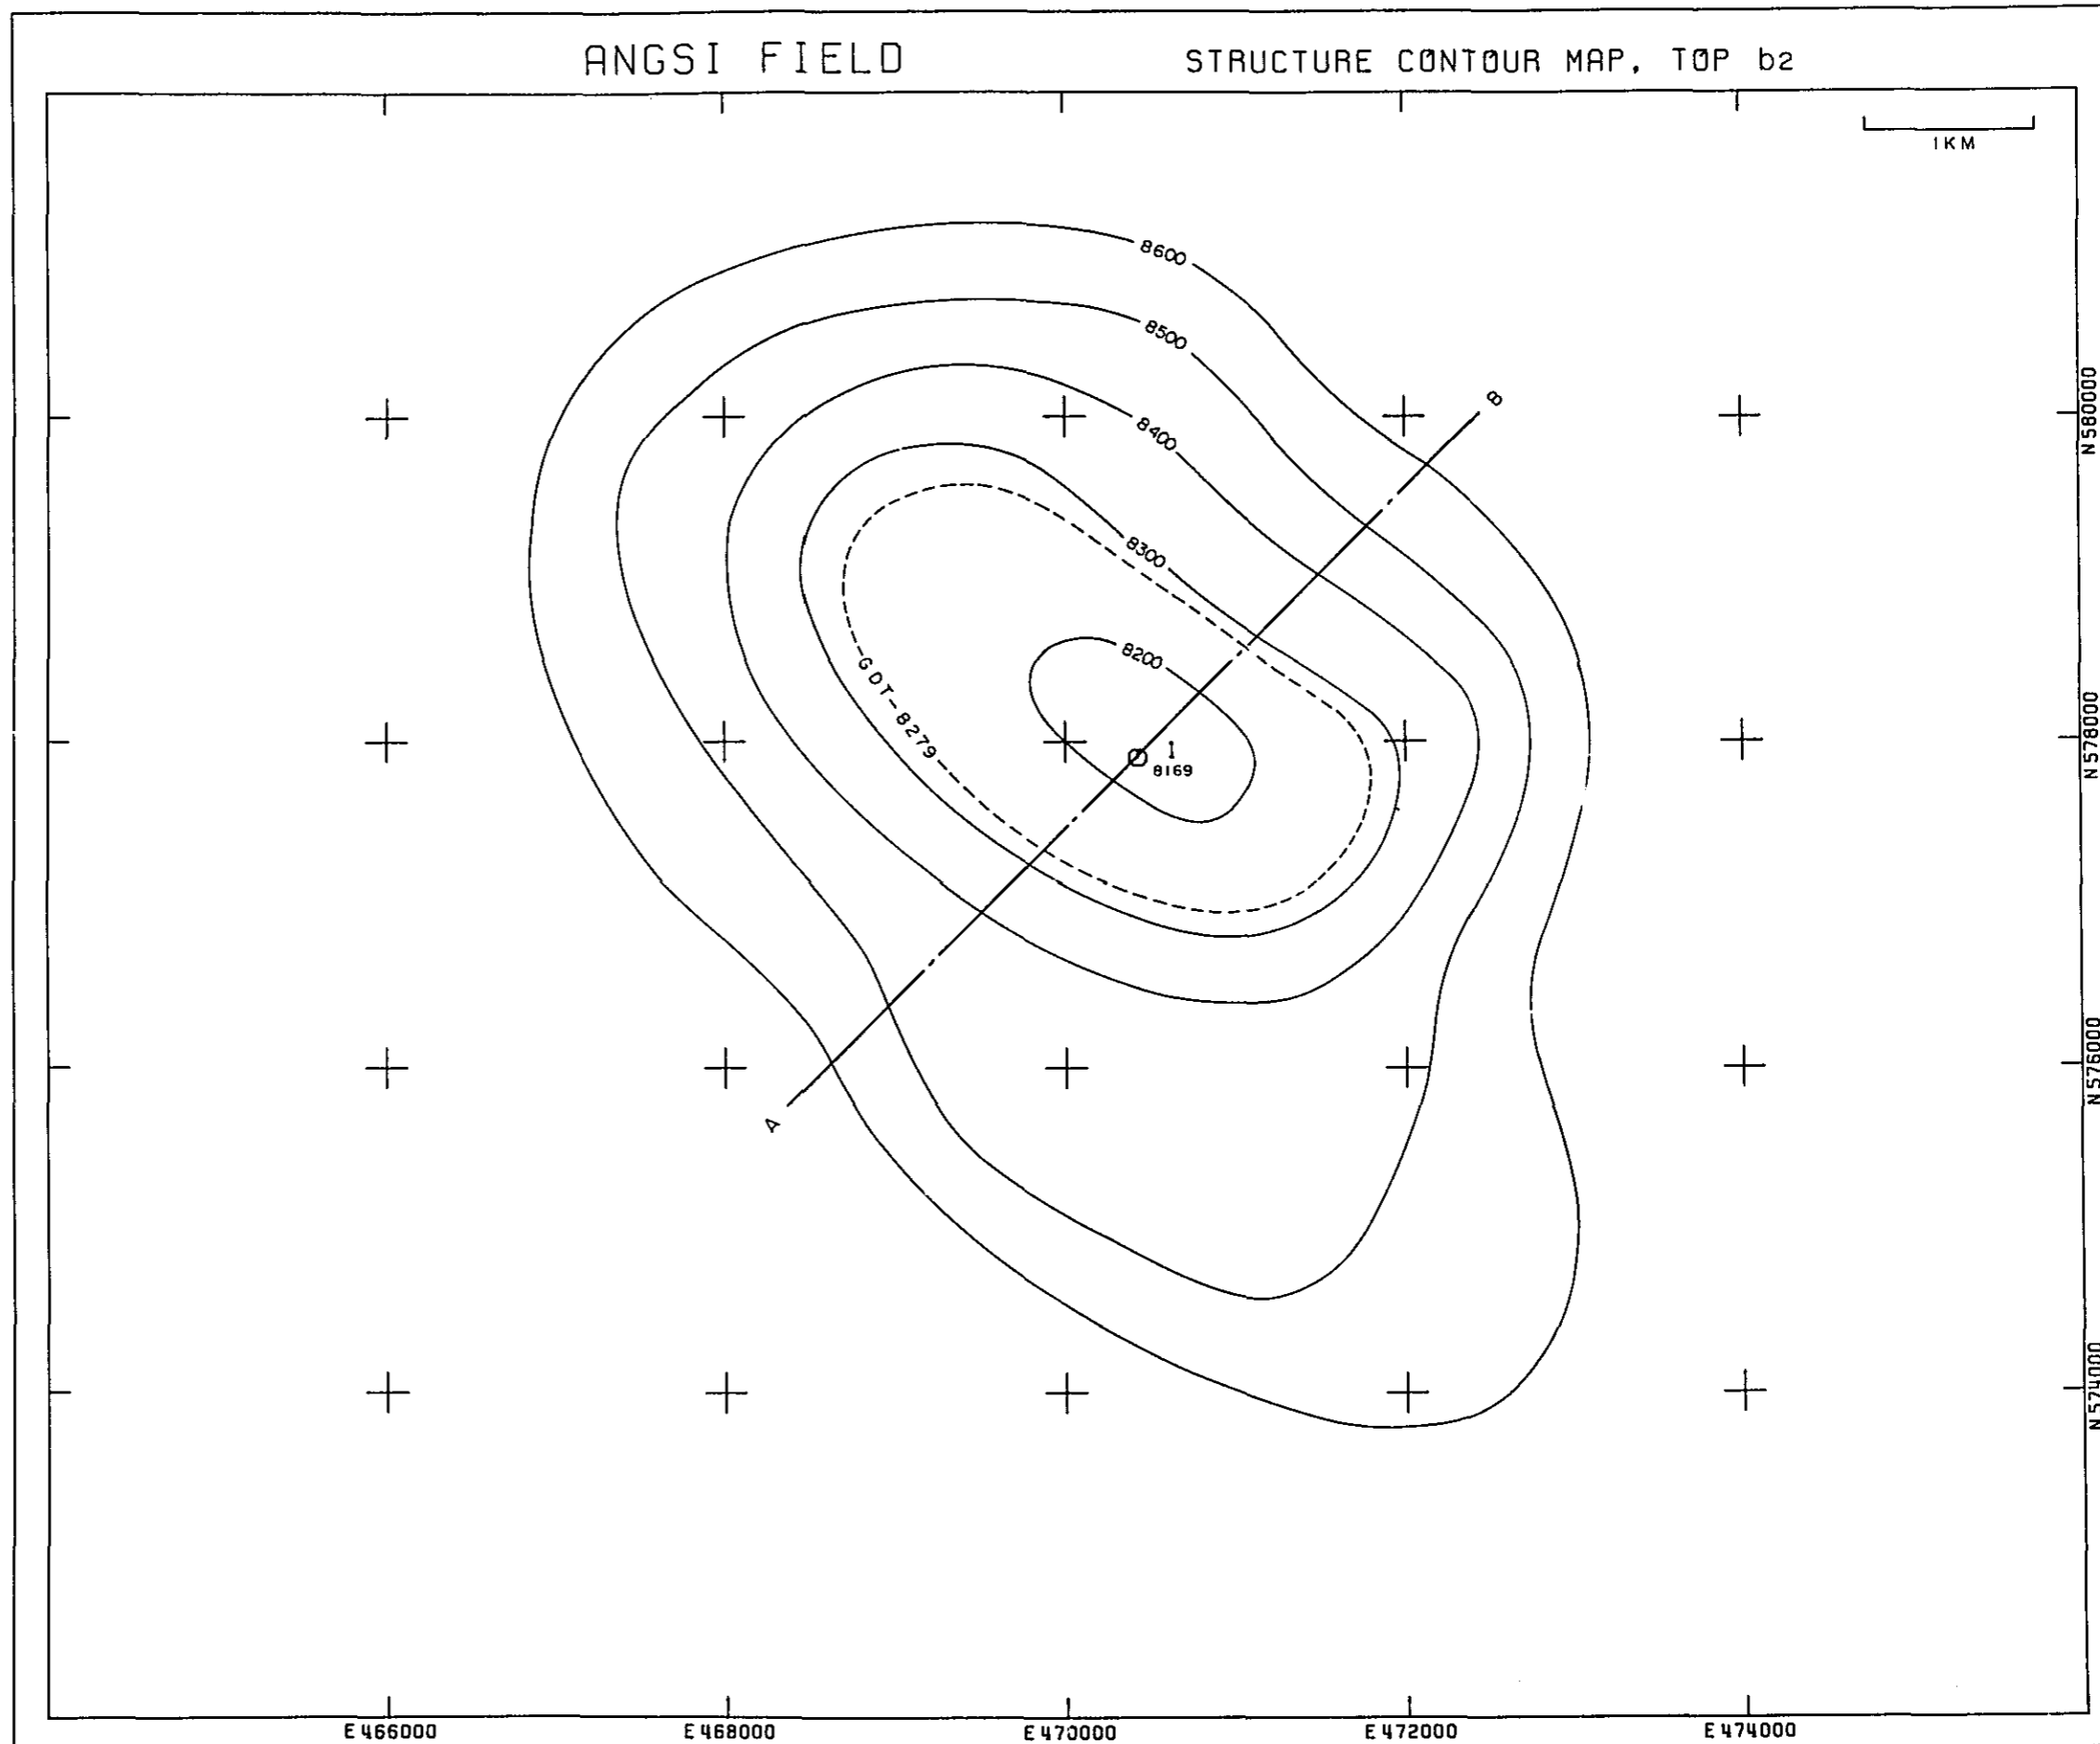 ANGSI FIELD
STRUCTURE CONTOUR MAP, TOP b2
1KM
8600
8500
8400
8300
8200
GDT-8279
1
8169
A
B
N580000
N578000
N576000
N574000
E466000
E468000
E470000
E472000
E474000